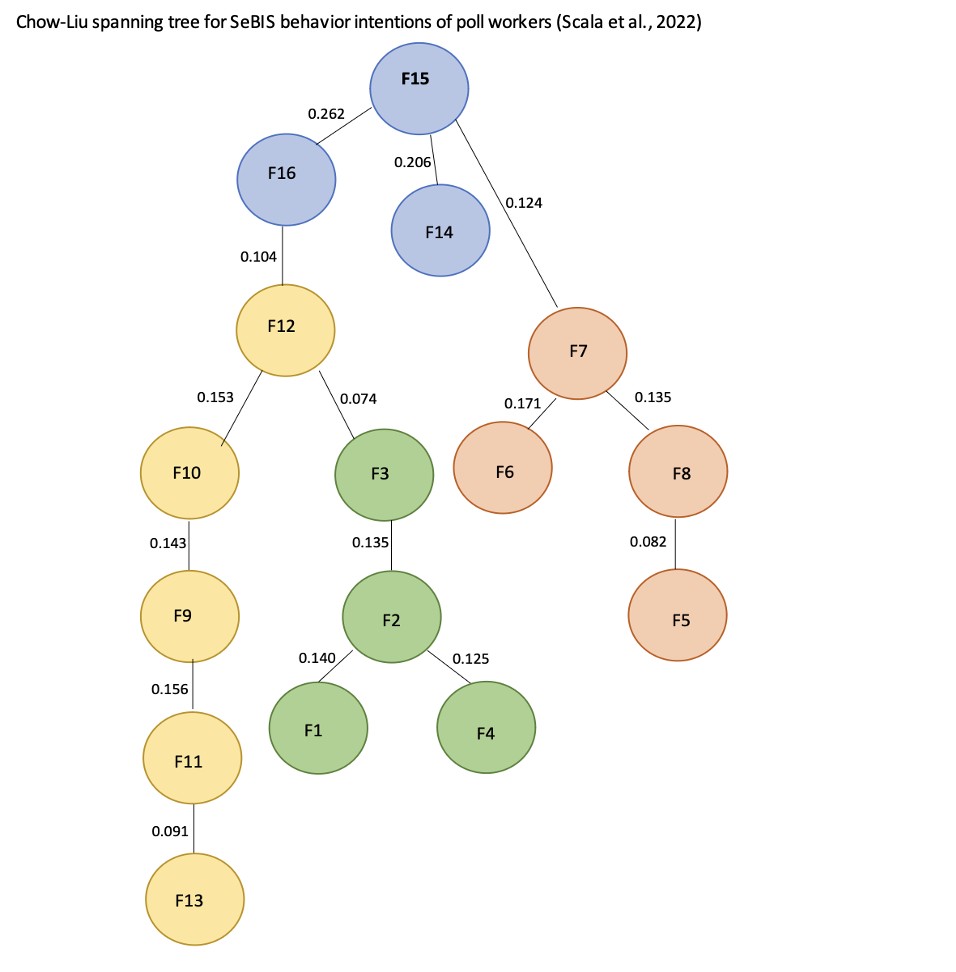 Chow-Liu spanning tree for SeBIS behavior intentions of poll workers (Scala et al., 2022)
F15
0.262
0.206
F16
0.124
F14
0.104
F12
F7
0.153
0.074
0.171
0.135
F10
F3
F6
F8
0.143
0.135
0.082
F9
F2
F5
0.140
0.125
0.156
F1
F4
F11
0.091
F13